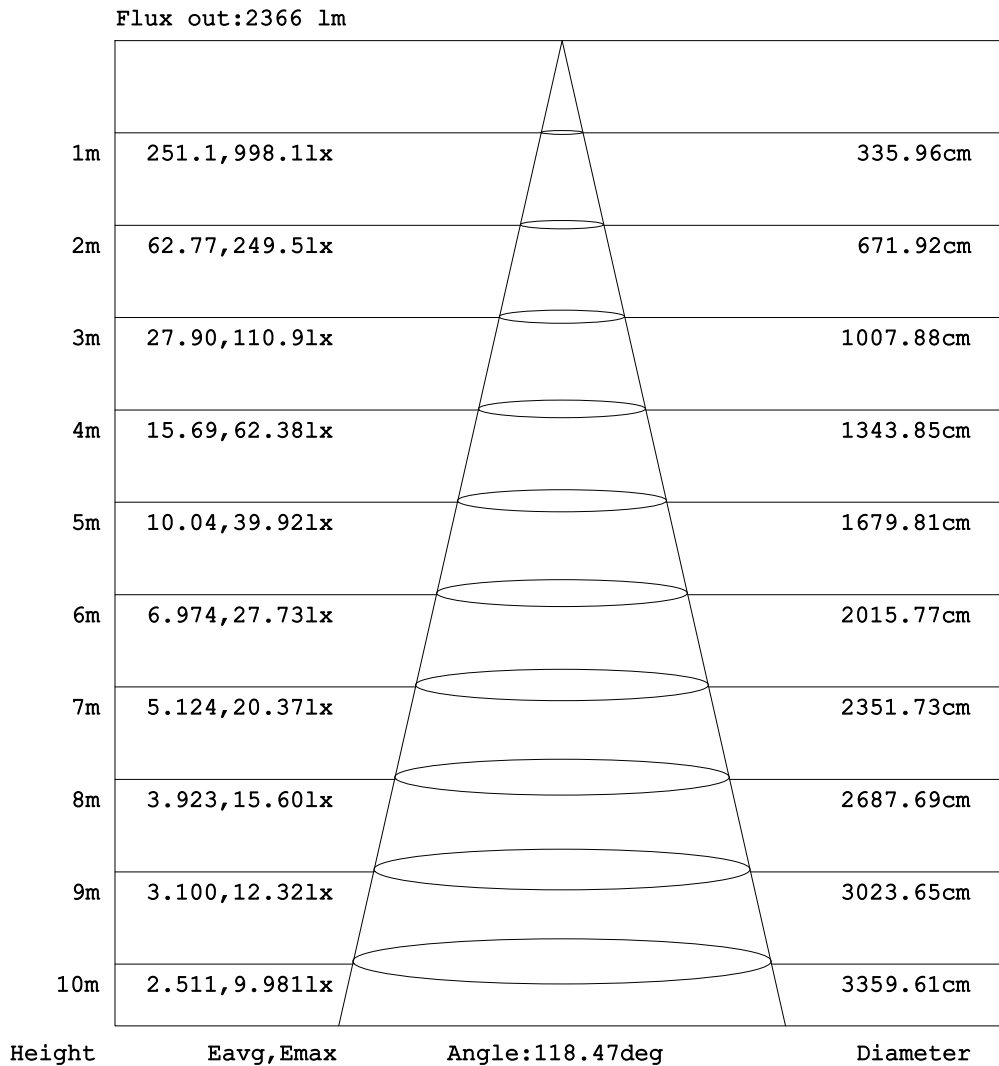 Flux out:2366 lm
1m 251.1,998.1lx 335.96cm
2m 62.77,249.5lx 671.92cm
3m 27.90,110.9lx 1007.88cm
4m 15.69,62.38lx 1343.85cm
5m 10.04,39.92lx 1679.81cm
6m 6.974,27.73lx 2015.77cm
7m 5.124,20.37lx 2351.73cm
8m 3.923,15.60lx 2687.69cm
9m 3.100,12.32lx 3023.65cm
10m 2.511,9.981lx 3359.61cm
Height Eavg,Emax Angle:118.47deg Diameter